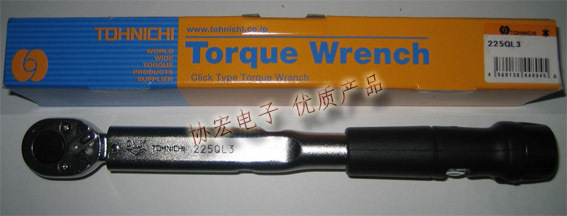 TOHNICHI
WORLD
WIDE
TORQUE
PRODUCTS
SUPPLIER
www.tohnichi.co.jp
Torque Wrench
Click Type Torque Wrench
TOHNICHI
225QL3
协宏电子 优质产品
TOHNICHI 225QL3